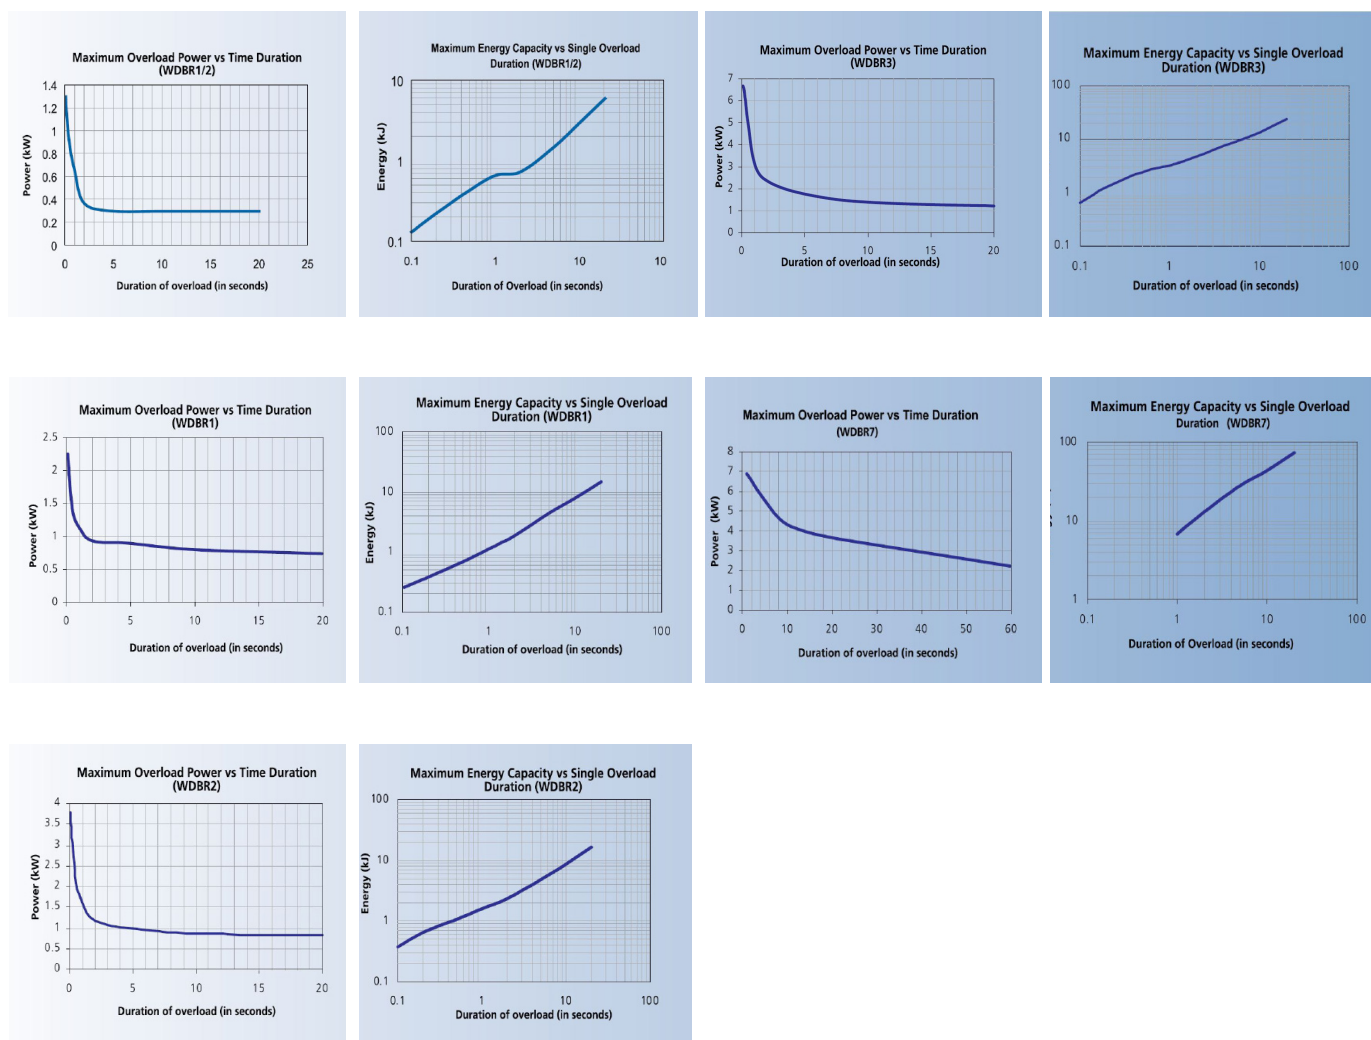 Maximum Overload Power vs Time Duration
(WDBR1/2)
1.4
1.2
1
0.8
0.6
0.4
0.2
0
Power (kW)
0 5 10 15 20 25
Duration of overload (in seconds)
Maximum Energy Capacity vs Single Overload
Duration (WDBR1/2)
10
1
0.1
Energy (kJ)
0.1 1 10 10
Duration of Overload (in seconds)
Maximum Overload Power vs Time Duration
(WDBR3)
7
6
5
4
3
2
1
0
Power (kW)
0 5 10 15 20
Duration of overload (in seconds)
Maximum Energy Capacity vs Single Overload
Duration (WDBR3)
100
10
1
0.1
0.1 1 10 100
Duration of overload (in seconds)
Maximum Overload Power vs Time Duration
(WDBR1)
2.5
2
1.5
1
0.5
0
Power (kW)
0 5 10 15 20
Duration of overload (in seconds)
Maximum Energy Capacity vs Single Overload
Duration (WDBR1)
100
10
1
0.1
Energy (kJ)
0.1 1 10 100
Duration of overload (in seconds)
Maximum Overload Power vs Time Duration
(WDBR7)
8
7
6
5
4
3
2
1
0
Power (kW)
0 10 20 30 40 50 60
Duration of overload (in seconds)
Maximum Energy Capacity vs Single Overload
Duration (WDBR7)
100
10
1
0.1 1 10 100
Duration of Overload (in seconds)
Maximum Overload Power vs Time Duration
(WDBR2)
4
3.5
3
2.5
2
1.5
1
0.5
0
Power (kW)
0 5 10 15 20
Duration of overload (in seconds)
Maximum Energy Capacity vs Single Overload
Duration (WDBR2)
100
10
1
0.1
Energy (kJ)
0.1 1 10 100
Duration of overload (in seconds)